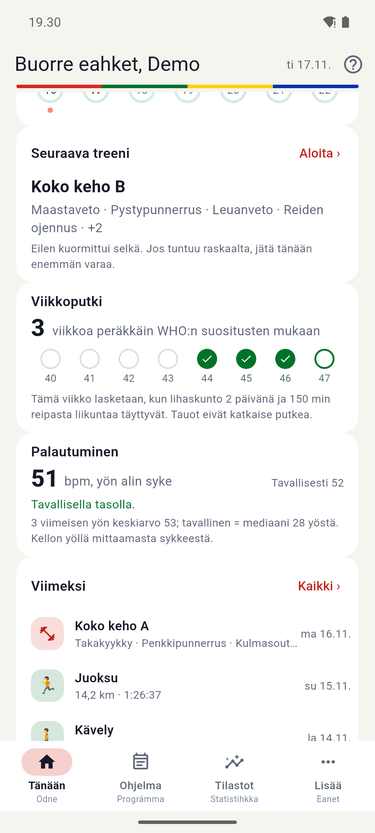 19.30
Buorre eahket, Demo
ti 17.11.
Seuraava treeni
Aloita ›
Koko keho B
Maastaveto · Pystypunnerrus · Leuanveto · Reiden
ojennus · +2
Eilen kuormittui selkä. Jos tuntuu raskaalta, jätä tänään
enemmän varaa.
Viikkoputki
3 viikkoa peräkkäin WHO:n suositusten mukaan
40 41 42 43 44 45 46 47
Tämä viikko lasketaan, kun lihaskunto 2 päivänä ja 150 min
reipasta liikuntaa täyttyvät. Tauot eivät katkaise putkea.
Palautuminen
51 bpm, yön alin syke
Tavallisesti 52
Tavallisella tasolla.
3 viimeisen yön keskiarvo 53; tavallinen = mediaani 28 yöstä.
Kellon yöllä mittaamasta sykkeestä.
Viimeksi
Kaikki ›
Koko keho A
Takakyykky · Penkkipunnerrus · Kulmasout…
ma 16.11.
Juoksu
14,2 km · 1:26:37
su 15.11.
Kävely
la 14.11.
Tänään
Odne
Ohjelma
Prográmma
Tilastot
Statistihkka
Lisää
Eanet